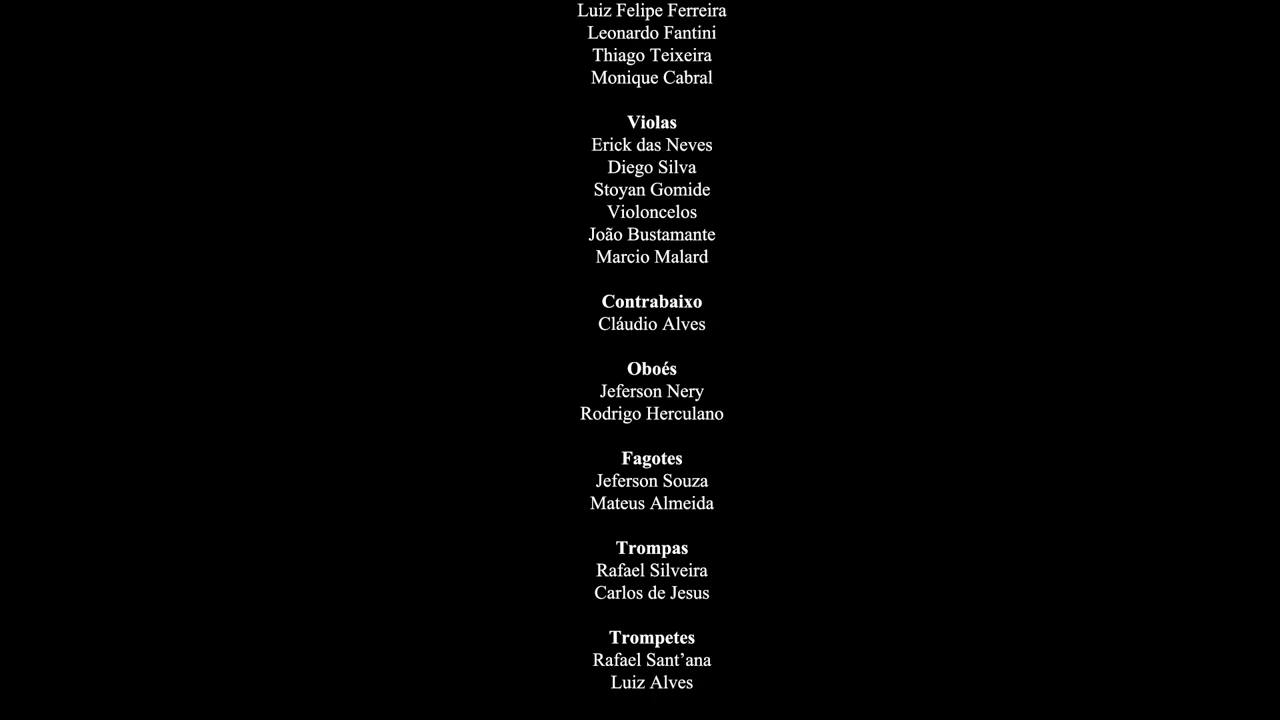 Luiz Felipe Ferreira
Leonardo Fantini
Thiago Teixeira
Monique Cabral
Violas
Erick das Neves
Diego Silva
Stoyan Gomide
Violoncelos
João Bustamante
Marcio Malard
Contrabaixo
Cláudio Alves
Oboés
Jeferson Nery
Rodrigo Herculano
Fagotes
Jeferson Souza
Mateus Almeida
Trompas
Rafael Silveira
Carlos de Jesus
Trompetes
Rafael Sant’ana
Luiz Alves